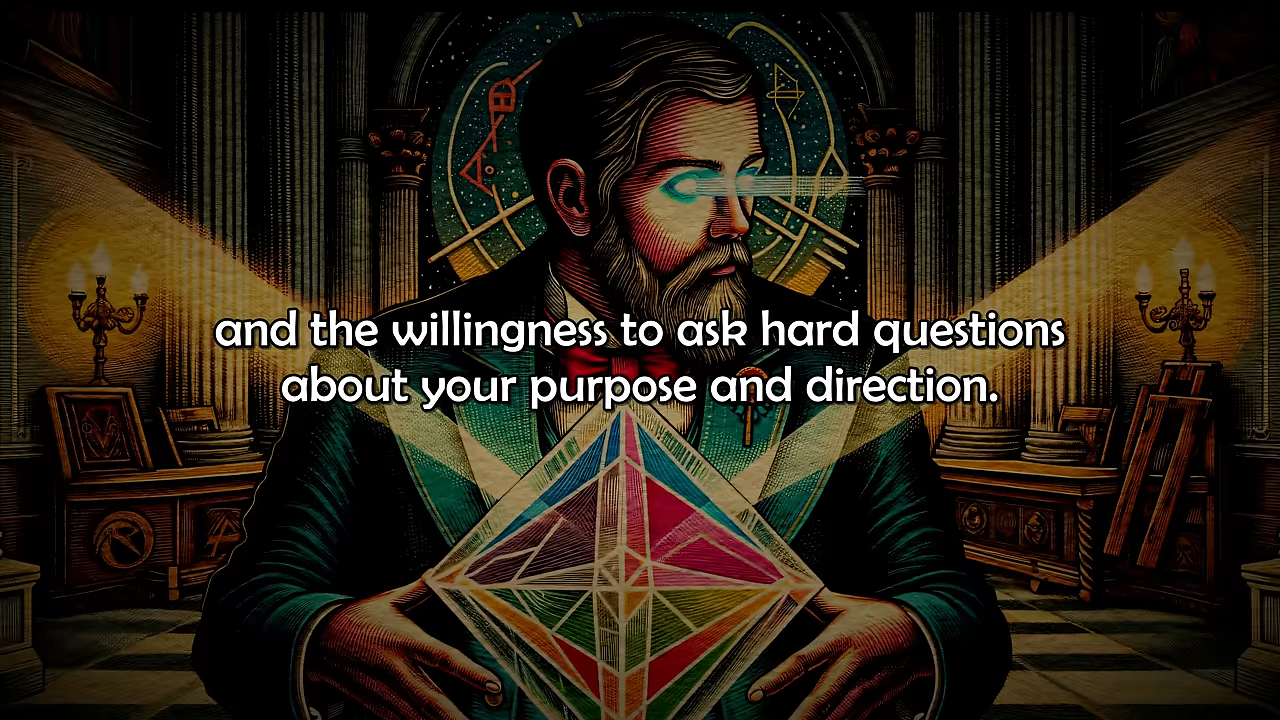 and the willingness to ask hard questions
about your purpose and direction.